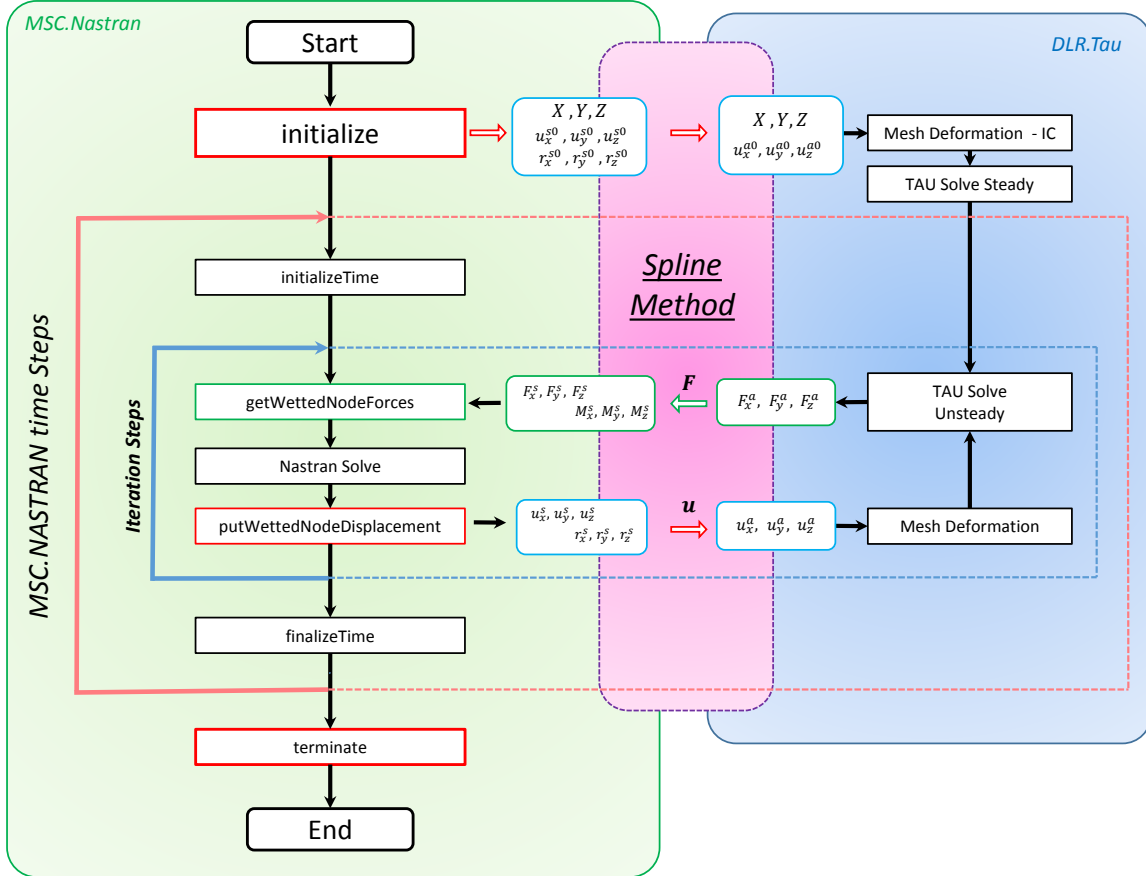 MSC.Nastran
DLR.Tau
Start
initialize
X , Y, Z
u_x^{s0} , u_y^{s0}, u_z^{s0}
r_x^{s0}, r_y^{s0}, r_z^{s0}
X , Y, Z
u_x^{a0}, u_y^{a0}, u_z^{a0}
Mesh Deformation - IC
TAU Solve Steady
Spline
Method
initializeTime
MSC.NASTRAN time Steps
Iteration Steps
getWettedNodeForces
F_x^s, F_y^s, F_z^s
M_x^s, M_y^s, M_z^s
F
F_x^a, F_y^a, F_z^a
TAU Solve
Unsteady
Nastran Solve
putWettedNodeDisplacement
u_x^s, u_y^s, u_z^s
r_x^s, r_y^s, r_z^s
u
u_x^a, u_y^a, u_z^a
Mesh Deformation
finalizeTime
terminate
End